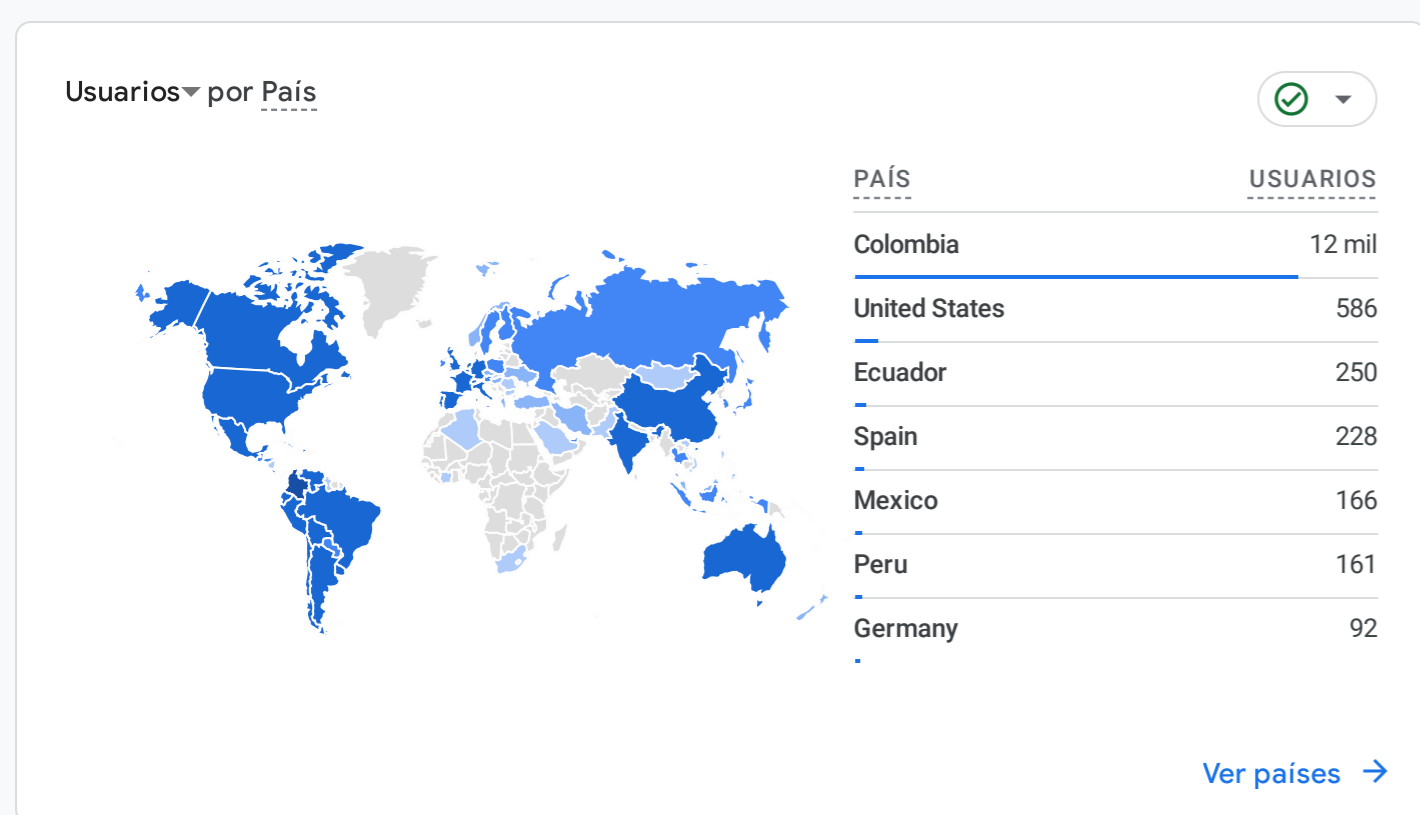 Usuarios por País
PAÍS USUARIOS
Colombia 12 mil
United States 586
Ecuador 250
Spain 228
Mexico 166
Peru 161
Germany 92
Ver países